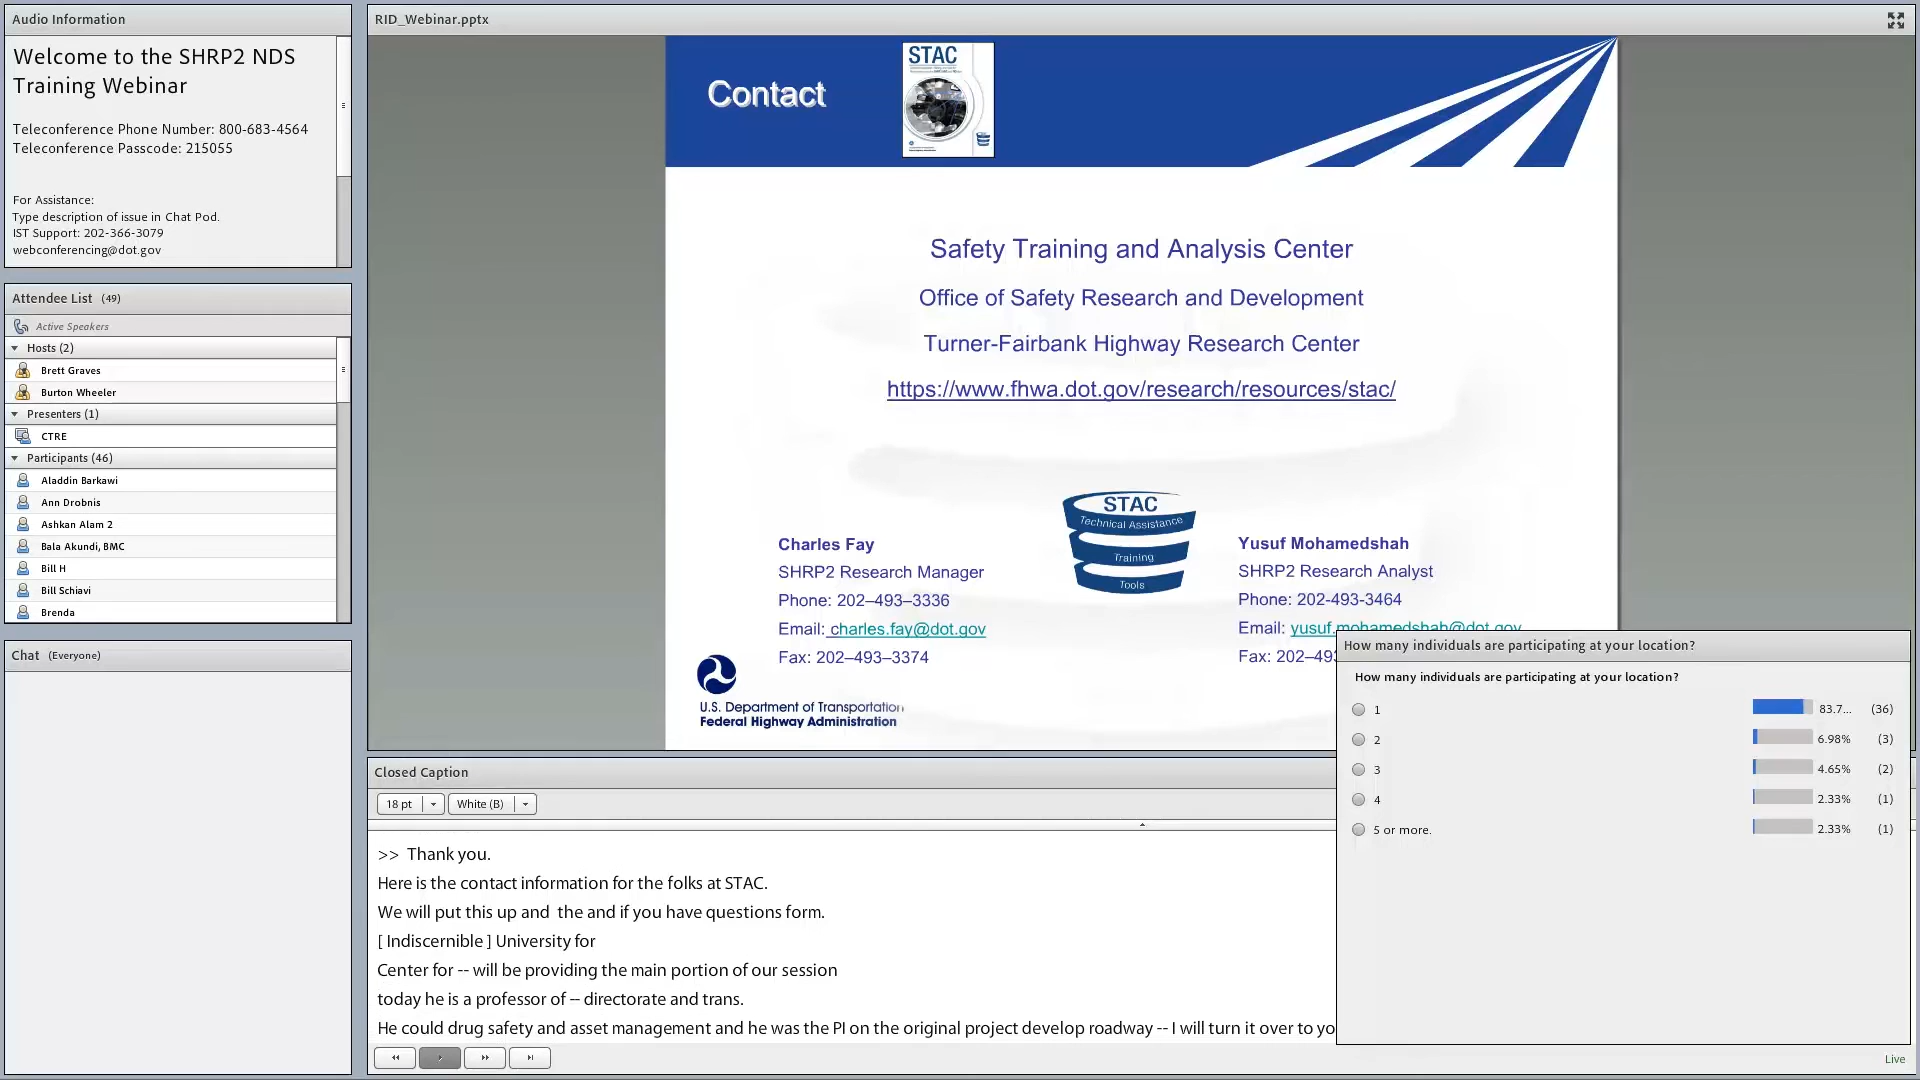 Audio Information
Welcome to the SHRP2 NDS
Training Webinar
Teleconference Phone Number: 800-683-4564
Teleconference Passcode: 215055
For Assistance:
Type description of issue in Chat Pod.
IST Support: 202-366-3079
webconferencing@dot.gov
Attendee List (49)
Active Speakers
Hosts (2)
Brett Graves
Burton Wheeler
Presenters (1)
CTRE
Participants (46)
Aladdin Barkawi
Ann Drobnis
Ashkan Alam 2
Bala Akundi, BMC
Bill H
Bill Schiavi
Brenda
Chat (Everyone)
RID_Webinar.pptx
Contact
STAC
Safety Training and Analysis Center
Office of Safety Research and Development
Turner-Fairbank Highway Research Center
https://www.fhwa.dot.gov/research/resources/stac/
STAC
Technical Assistance
Training
Tools
Charles Fay
SHRP2 Research Manager
Phone: 202–493–3336
Email: charles.fay@dot.gov
Fax: 202–493–3374
Yusuf Mohamedshah
SHRP2 Research Analyst
Phone: 202-493-3464
Email: yusuf.mohamedshah@dot.gov
Fax: 202–493
U.S. Department of Transportation
Federal Highway Administration
How many individuals are participating at your location?
How many individuals are participating at your location?
1 83.7... (36)
2 6.98% (3)
3 4.65% (2)
4 2.33% (1)
5 or more. 2.33% (1)
Closed Caption
18 pt White (B)
>> Thank you.
Here is the contact information for the folks at STAC.
We will put this up and the and if you have questions form.
[ Indiscernible ] University for
Center for -- will be providing the main portion of our session
today he is a professor of -- directorate and trans.
He could drug safety and asset management and he was the PI on the original project develop roadway -- I will turn it over to yo
Live